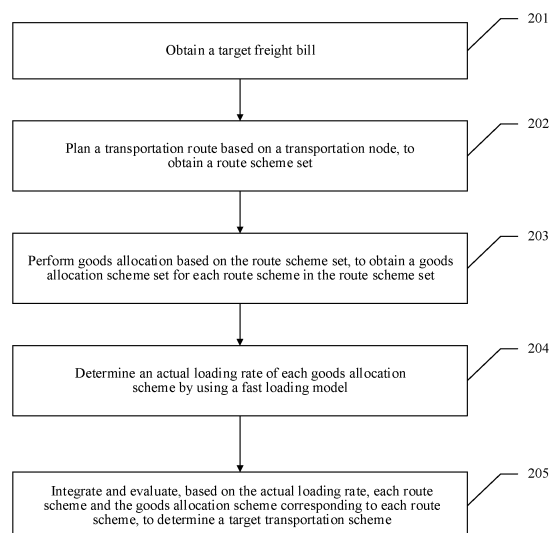 201
Obtain a target freight bill
202
Plan a transportation route based on a transportation node, to
obtain a route scheme set
203
Perform goods allocation based on the route scheme set, to obtain a goods
allocation scheme set for each route scheme in the route scheme set
204
Determine an actual loading rate of each goods allocation
scheme by using a fast loading model
205
Integrate and evaluate, based on the actual loading rate, each route
scheme and the goods allocation scheme corresponding to each route
scheme, to determine a target transportation scheme